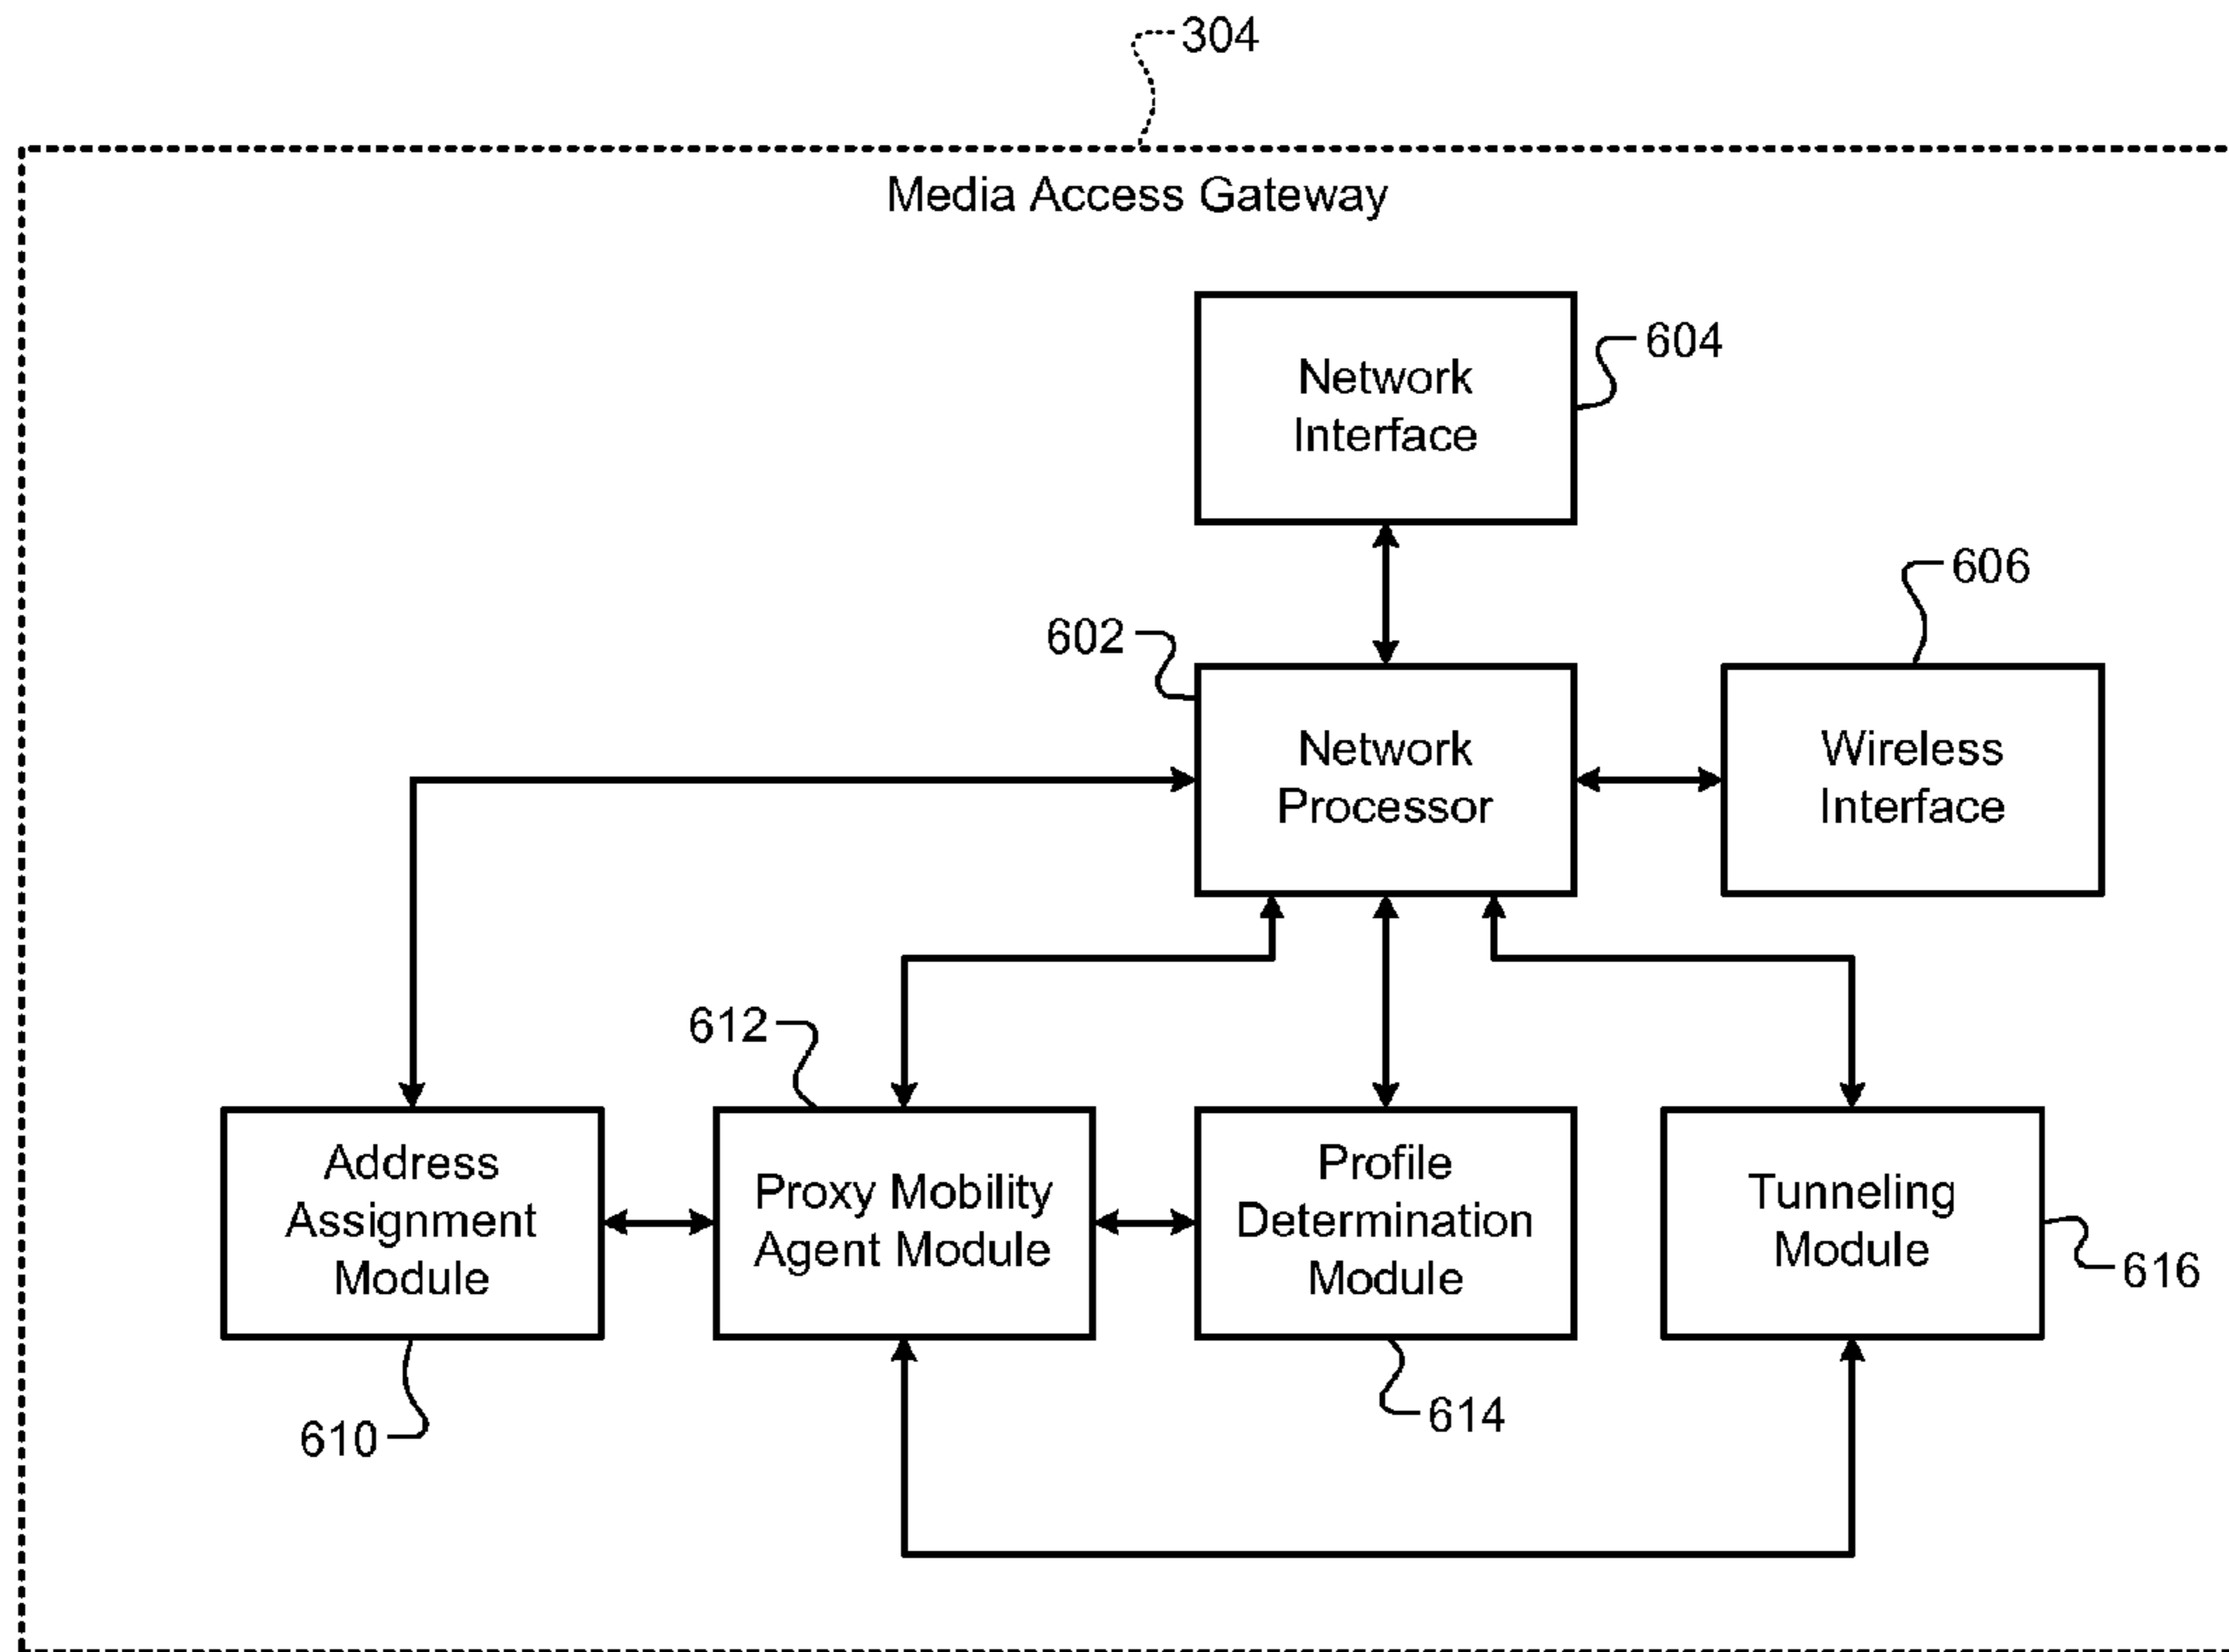 304
Media Access Gateway
Network
Interface
604
606
602
Network
Processor
Wireless
Interface
612
Address
Assignment
Module
Proxy Mobility
Agent Module
Profile
Determination
Module
Tunneling
Module
616
610
614